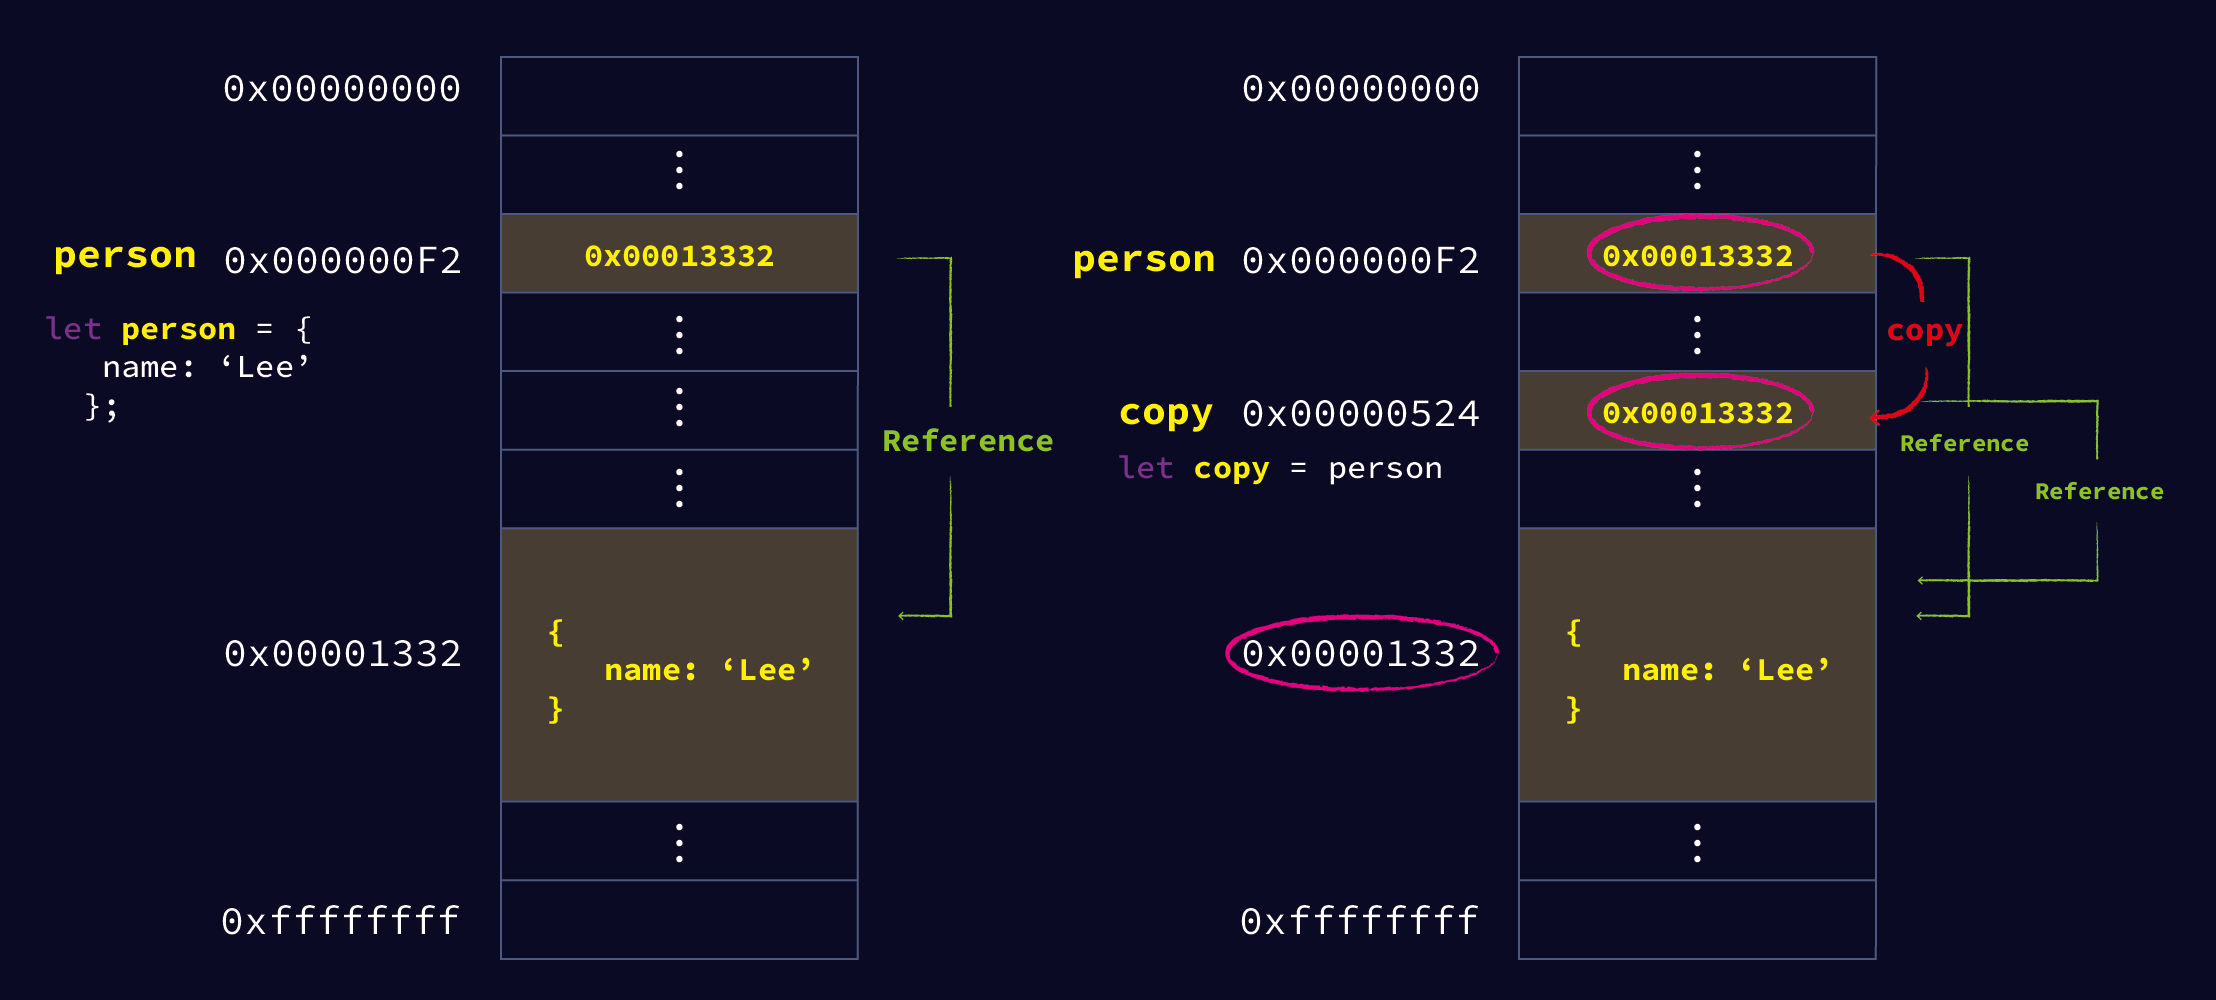 0x00000000
person 0x000000F2
0x00013332
let person = {
name: ‘Lee’
};
Reference
0x00001332
{
name: ‘Lee’
}
0xffffffff
0x00000000
person 0x000000F2
0x00013332
copy
copy 0x00000524
0x00013332
let copy = person
Reference
Reference
0x00001332
{
name: ‘Lee’
}
0xffffffff